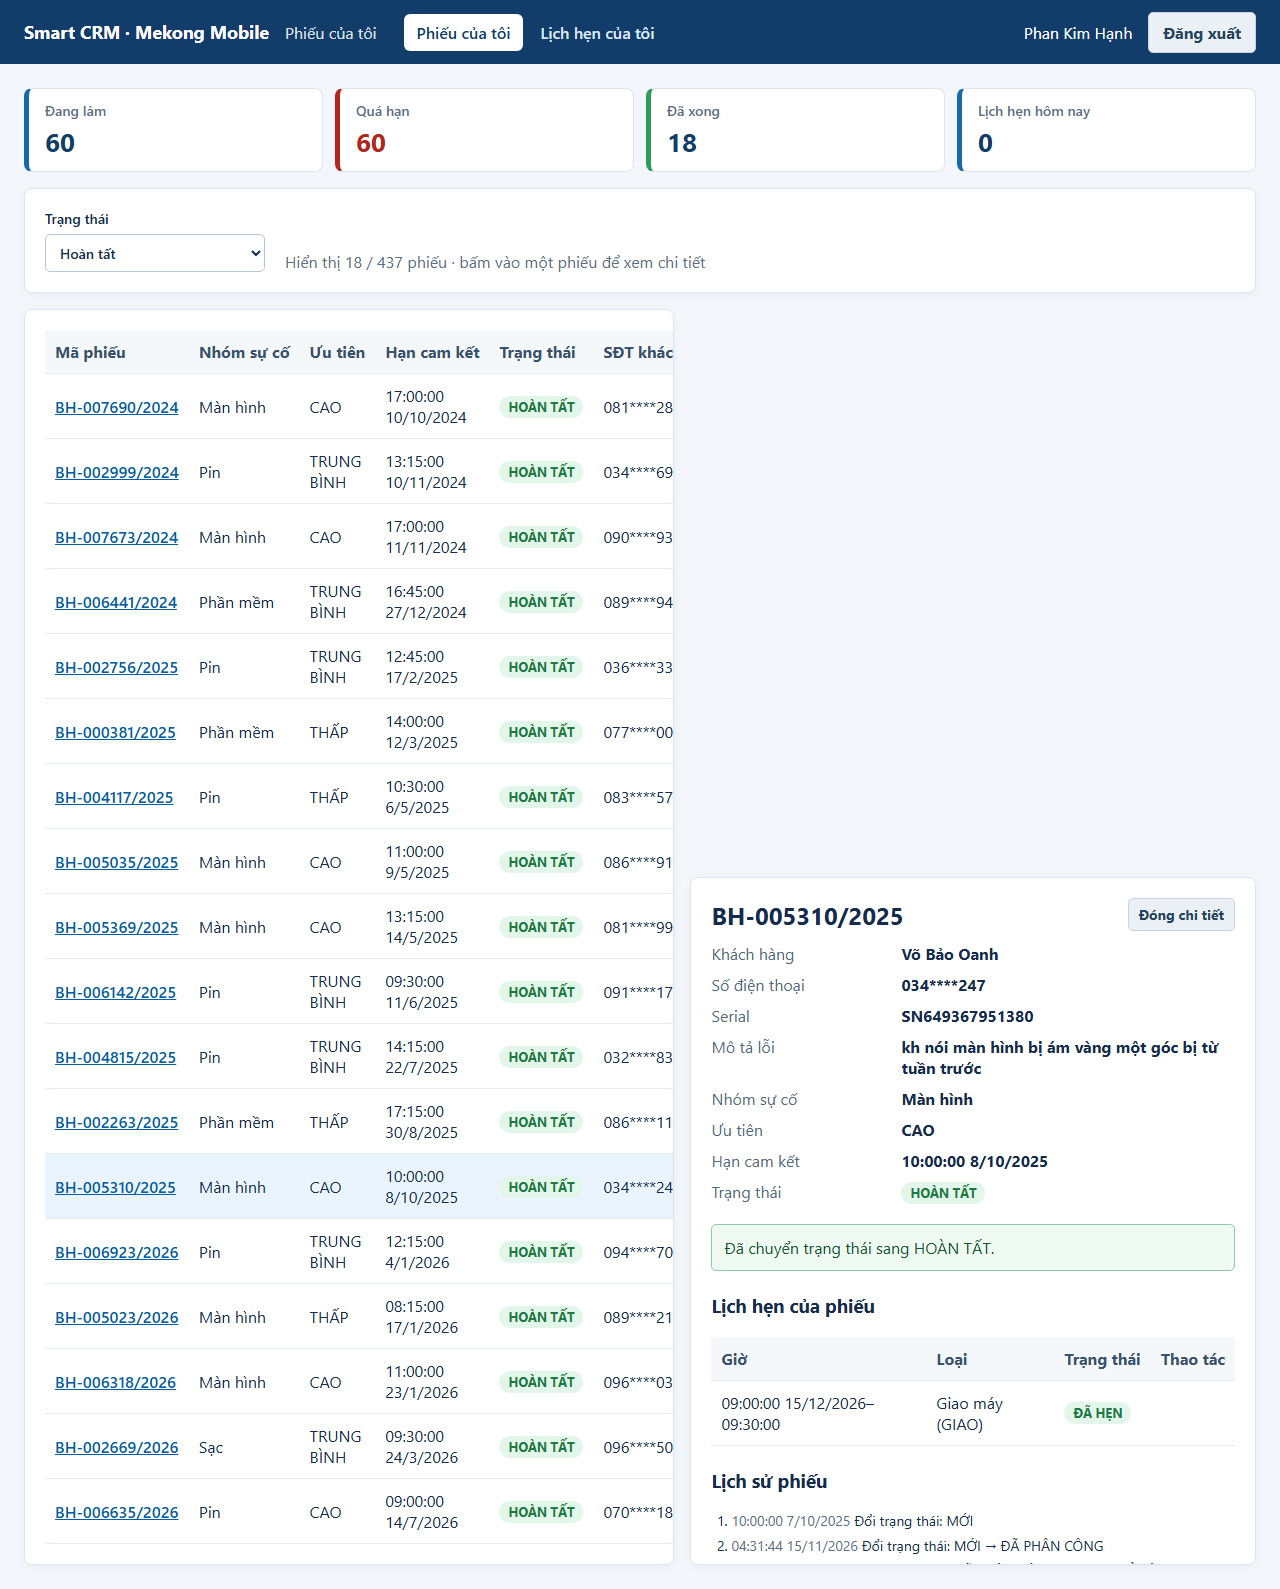 Smart CRM · Mekong Mobile
Phiếu của tôi
Phiếu của tôi
Lịch hẹn của tôi
Phan Kim Hạnh
Đăng xuất
Đang làm
60
Quá hạn
60
Đã xong
18
Lịch hẹn hôm nay
0
Trạng thái
Hoàn tất
Hiển thị 18 / 437 phiếu · bấm vào một phiếu để xem chi tiết
Mã phiếu Nhóm sự cố Ưu tiên Hạn cam kết Trạng thái SĐT khác
BH-007690/2024 Màn hình CAO 17:00:00 10/10/2024 HOÀN TẤT 081****28
BH-002999/2024 Pin TRUNG BÌNH 13:15:00 10/11/2024 HOÀN TẤT 034****69
BH-007673/2024 Màn hình CAO 17:00:00 11/11/2024 HOÀN TẤT 090****93
BH-006441/2024 Phần mềm TRUNG BÌNH 16:45:00 27/12/2024 HOÀN TẤT 089****94
BH-002756/2025 Pin TRUNG BÌNH 12:45:00 17/2/2025 HOÀN TẤT 036****33
BH-000381/2025 Phần mềm THẤP 14:00:00 12/3/2025 HOÀN TẤT 077****00
BH-004117/2025 Pin THẤP 10:30:00 6/5/2025 HOÀN TẤT 083****57
BH-005035/2025 Màn hình CAO 11:00:00 9/5/2025 HOÀN TẤT 086****91
BH-005369/2025 Màn hình CAO 13:15:00 14/5/2025 HOÀN TẤT 081****99
BH-006142/2025 Pin TRUNG BÌNH 09:30:00 11/6/2025 HOÀN TẤT 091****17
BH-004815/2025 Pin TRUNG BÌNH 14:15:00 22/7/2025 HOÀN TẤT 032****83
BH-002263/2025 Phần mềm THẤP 17:15:00 30/8/2025 HOÀN TẤT 086****11
BH-005310/2025 Màn hình CAO 10:00:00 8/10/2025 HOÀN TẤT 034****24
BH-006923/2026 Pin TRUNG BÌNH 12:15:00 4/1/2026 HOÀN TẤT 094****70
BH-005023/2026 Màn hình THẤP 08:15:00 17/1/2026 HOÀN TẤT 089****21
BH-006318/2026 Màn hình CAO 11:00:00 23/1/2026 HOÀN TẤT 096****03
BH-002669/2026 Sạc TRUNG BÌNH 09:30:00 24/3/2026 HOÀN TẤT 096****50
BH-006635/2026 Pin CAO 09:00:00 14/7/2026 HOÀN TẤT 070****18
BH-005310/2025
Đóng chi tiết
Khách hàng Võ Bảo Oanh
Số điện thoại 034****247
Serial SN649367951380
Mô tả lỗi kh nói màn hình bị ám vàng một góc bị từ
tuần trước
Nhóm sự cố Màn hình
Ưu tiên CAO
Hạn cam kết 10:00:00 8/10/2025
Trạng thái HOÀN TẤT
Đã chuyển trạng thái sang HOÀN TẤT.
Lịch hẹn của phiếu
Giờ Loại Trạng thái Thao tác
09:00:00 15/12/2026–09:30:00 Giao máy (GIAO) ĐÃ HẸN
Lịch sử phiếu
1. 10:00:00 7/10/2025 Đổi trạng thái: MỚI
2. 04:31:44 15/11/2026 Đổi trạng thái: MỚI → ĐÃ PHÂN CÔNG